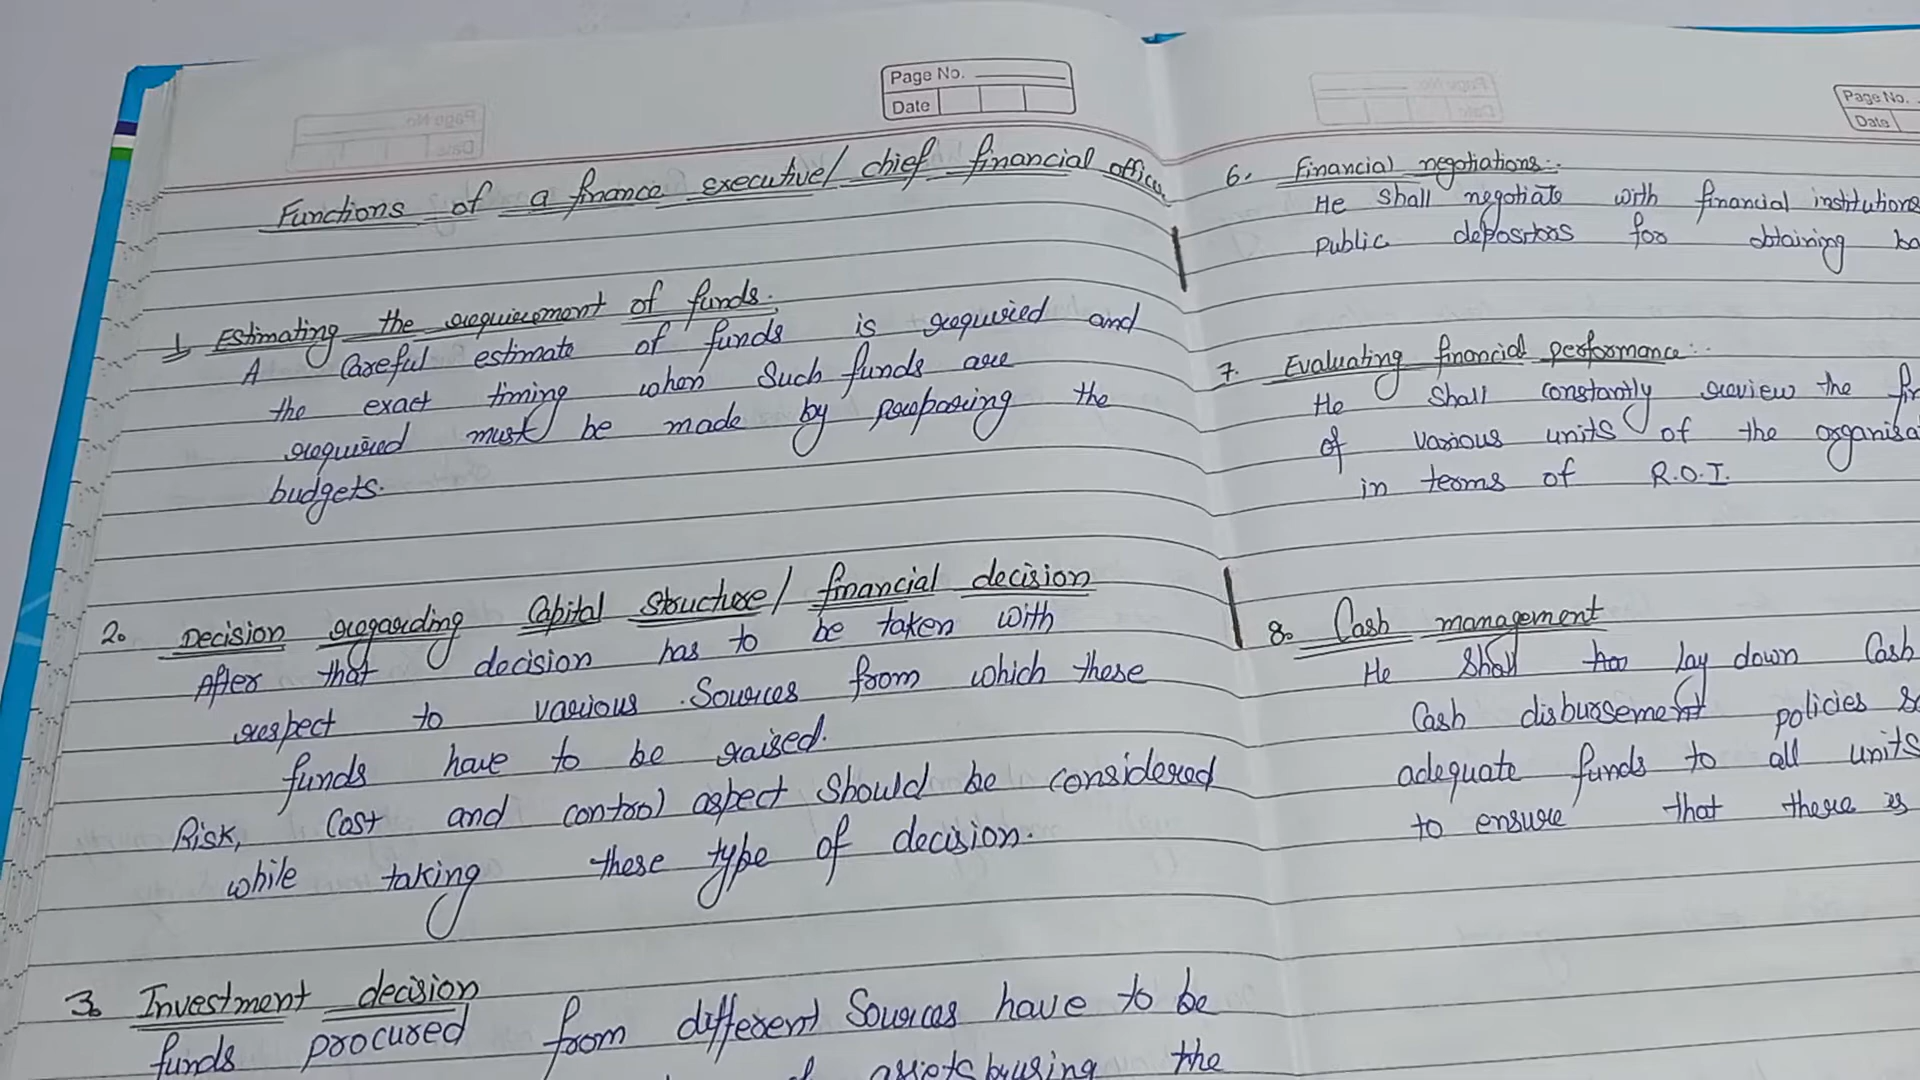 Page No.
Date
Functions of a finance executive/ chief financial office
1 Estimating the requirement of funds.
A Careful estimate of funds is required and
the exact timing when Such funds are
required must be made by preparing the
budgets.
2. Decision regarding Capital Structure/ financial decision
After that decision has to be taken with
respect to various Sources from which these
funds have to be raised.
Risk, Cost and control aspect Should be considered
while taking these type of decision.
3. Investment decision
funds procured from different Sources have to be
the
Page No.
Date
6. Financial negotiations:-
He Shall negotiate with financial institutions
Public depositors for obtaining
7. Evaluating financial performance:-
He Shall constantly review the
of various units of the organisa
in terms of R.O.I.
8. Cash management
He Shall lay down Cash
Cash disbursement policies
adequate funds to all units
to ensure that there is